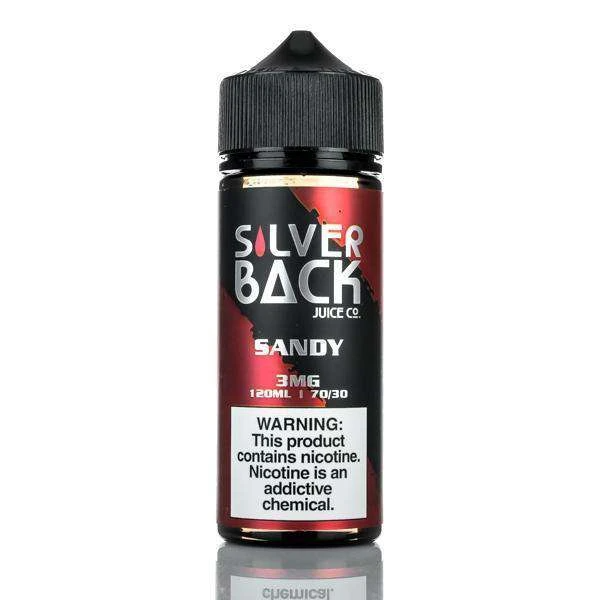 SILVER
BACK
JUICE Co.
SANDY
3MG
120ML | 70/30
WARNING:
This product
contains nicotine.
Nicotine is an
addictive
chemical.